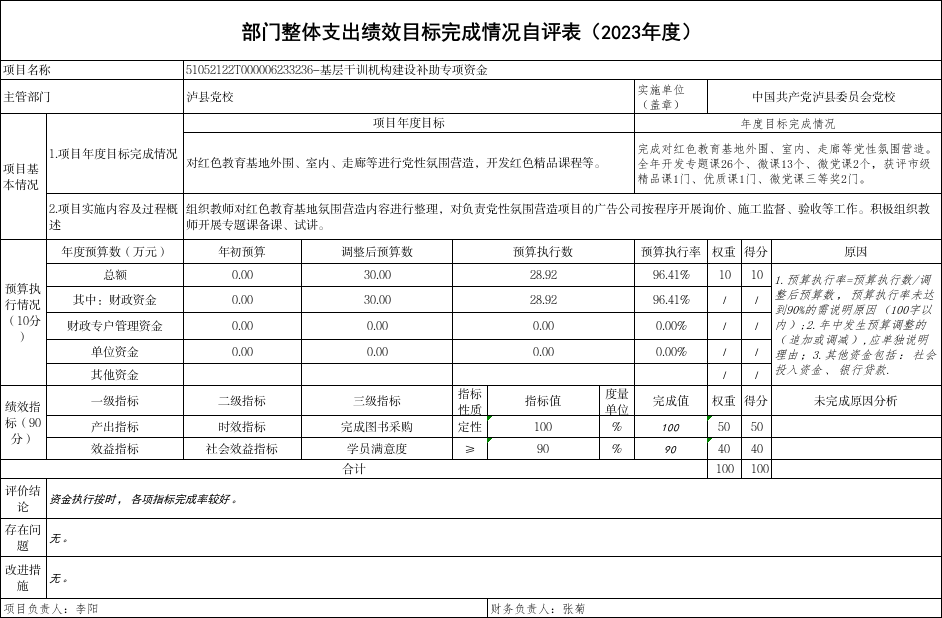 部门整体支出绩效目标完成情况自评表（2023年度）
项目名称 51052122T000006233236-基层干训机构建设补助专项资金
主管部门 泸县党校 实施单位（盖章） 中国共产党泸县委员会党校
项目基本情况 1.项目年度目标完成情况 项目年度目标 年度目标完成情况
对红色教育基地外围、室内、走廊等进行党性氛围营造，开发红色精品课程等。
完成对红色教育基地外围、室内、走廊等党性氛围营造。
全年开发专题课26个、微课13个、微党课2个，获评市级
精品课1门、优质课1门、微党课三等奖2门。
2.项目实施内容及过程概述
组织教师对红色教育基地氛围营造内容进行整理，对负责党性氛围营造项目的广告公司按程序开展询价、施工监督、验收等工作。积极组织教
师开展专题课备课、试讲。
预算执行情况（10分） 年度预算数（万元） 年初预算 调整后预算数 预算执行数 预算执行率 权重 得分 原因
总额 0.00 30.00 28.92 96.41% 10 10
其中：财政资金 0.00 30.00 28.92 96.41% / /
财政专户管理资金 0.00 0.00 0.00 0.00% / /
单位资金 0.00 0.00 0.00 0.00% / /
其他资金 / /
1.预算执行率=预算执行数/调
整后预算数，预算执行率未达
到90%的需说明原因（100字以
内）;2.年中发生预算调整的
（追加或调减）,应单独说明
理由；3.其他资金包括：社会
投入资金、银行贷款.
绩效指标（90分） 一级指标 二级指标 三级指标 指标性质 指标值 度量单位 完成值 权重 得分 未完成原因分析
产出指标 时效指标 完成图书采购 定性 100 % 100 50 50
效益指标 社会效益指标 学员满意度 ≥ 90 % 90 40 40
合计 100 100
评价结论 资金执行按时，各项指标完成率较好。
存在问题 无。
改进措施 无。
项目负责人：李阳 财务负责人：张菊